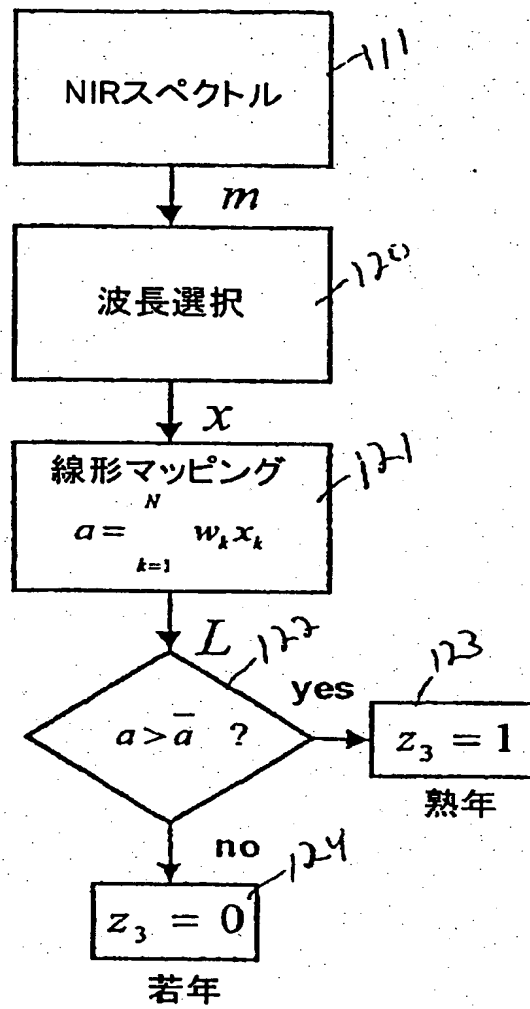 NIRスペクトル
111
m
波長選択
120
x
線形マッピング
N
a = w_k x_k
k=1
121
L
122
a > ā ?
yes
123
z₃ = 1
熟年
no
124
z₃ = 0
若年